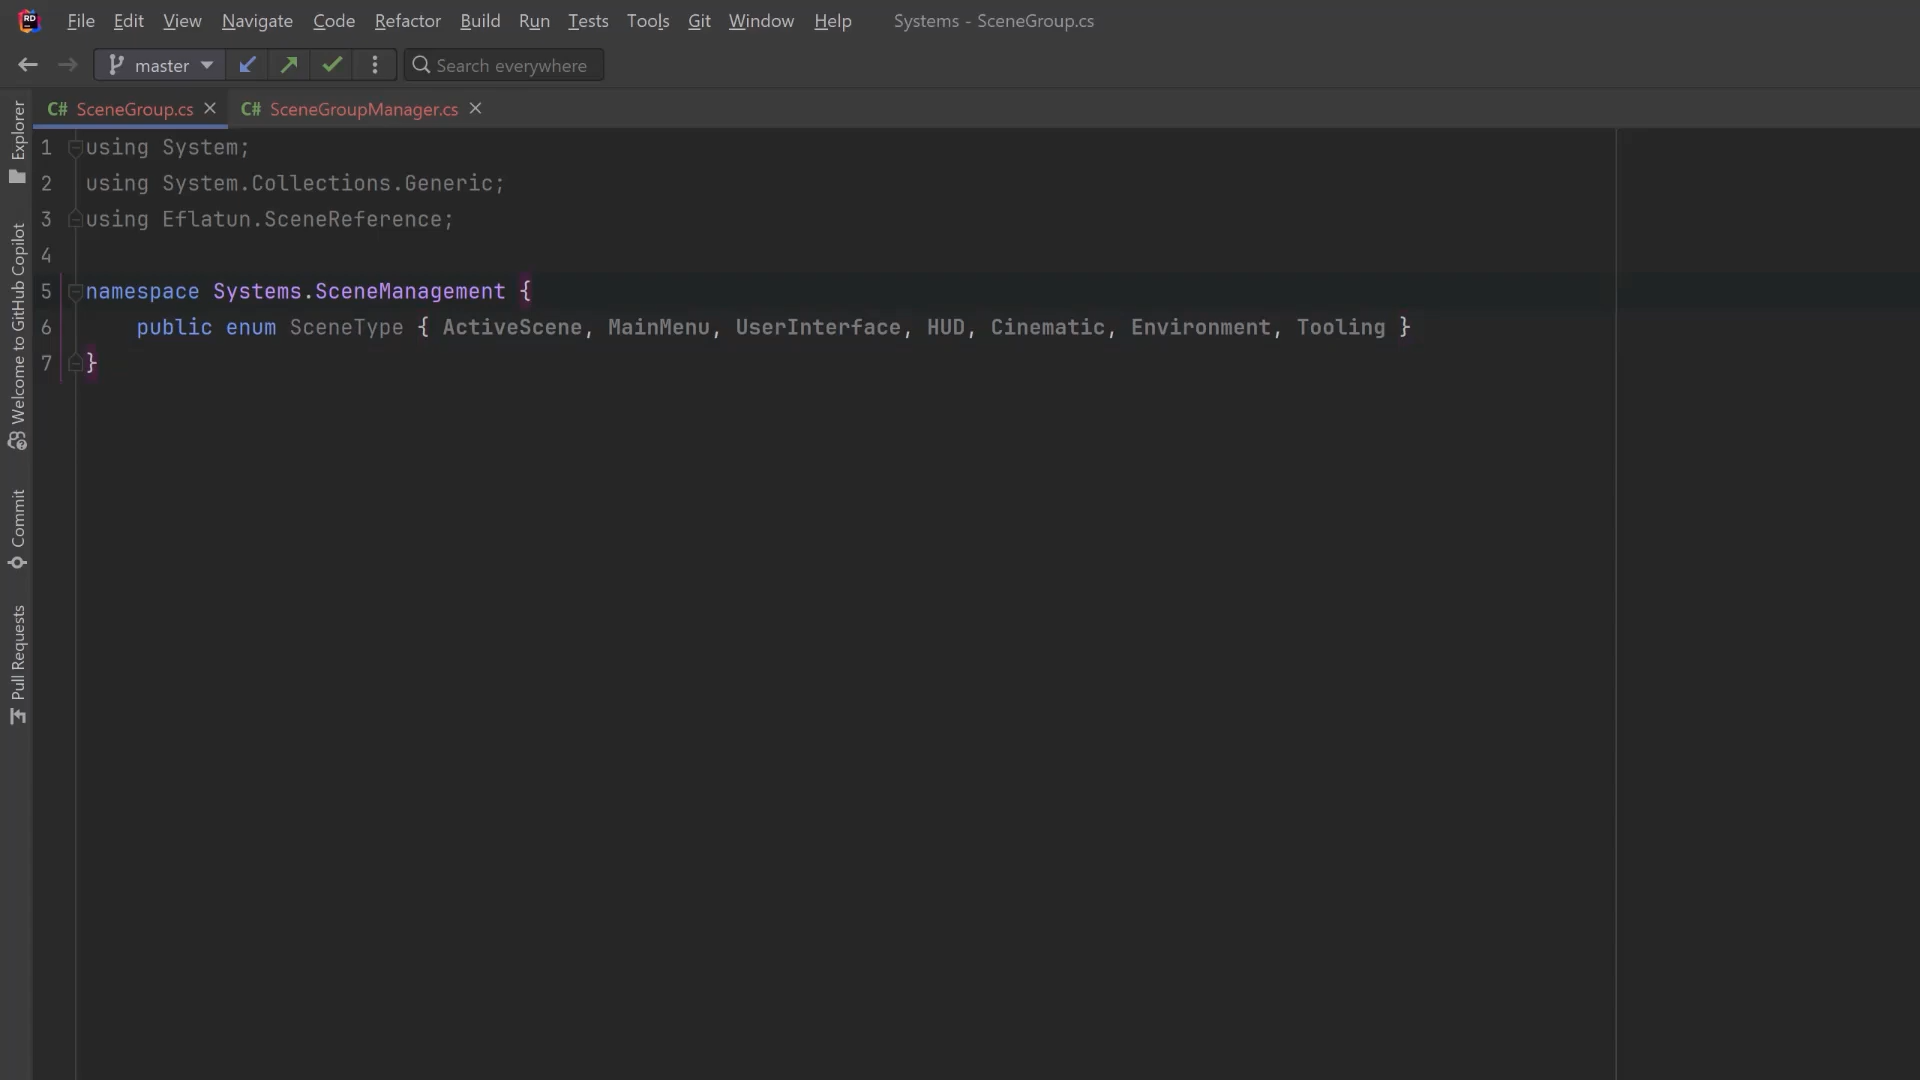 File Edit View Navigate Code Refactor Build Run Tests Tools Git Window Help Systems - SceneGroup.cs
master Search everywhere
C# SceneGroup.cs C# SceneGroupManager.cs
1 using System;
2 using System.Collections.Generic;
3 using Eflatun.SceneReference;
4
5 namespace Systems.SceneManagement {
6 public enum SceneType { ActiveScene, MainMenu, UserInterface, HUD, Cinematic, Environment, Tooling }
7 }
Explorer
Welcome to GitHub Copilot
Commit
Pull Requests
RD